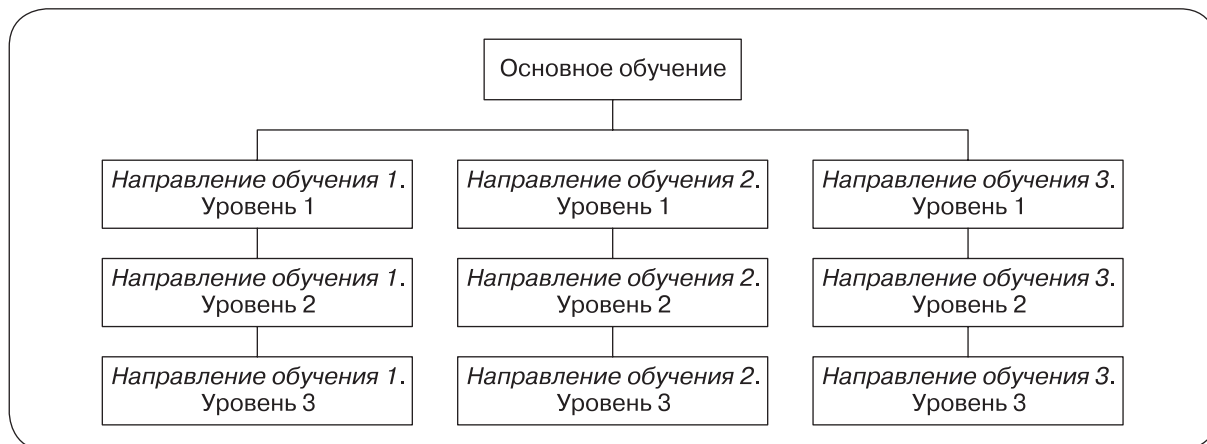 Основное обучение
Направление обучения 1.
Уровень 1
Направление обучения 2.
Уровень 1
Направление обучения 3.
Уровень 1
Направление обучения 1.
Уровень 2
Направление обучения 2.
Уровень 2
Направление обучения 3.
Уровень 2
Направление обучения 1.
Уровень 3
Направление обучения 2.
Уровень 3
Направление обучения 3.
Уровень 3